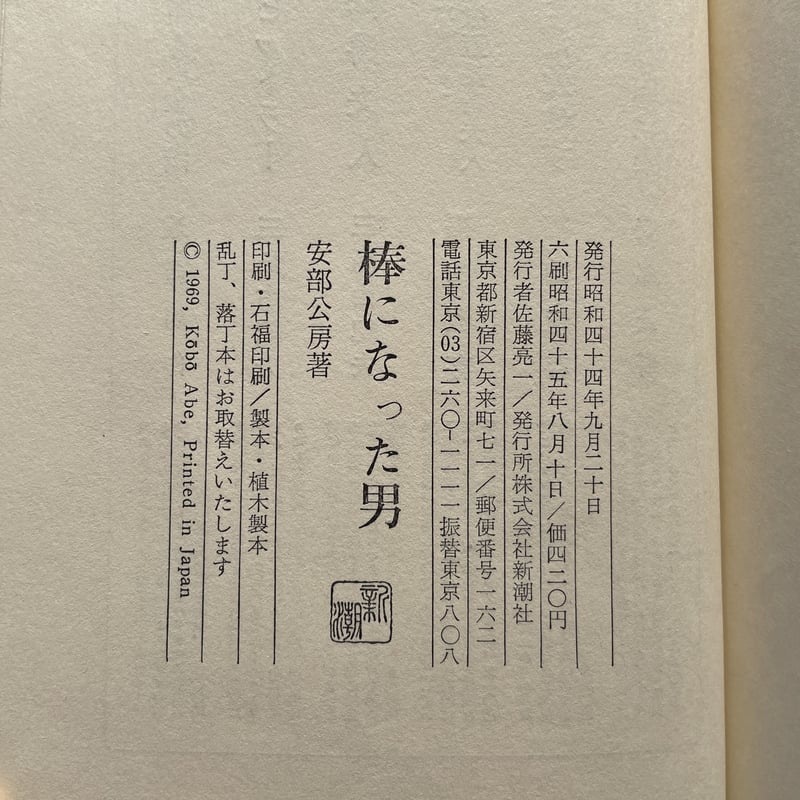 発行昭和四十四年九月二十日
六刷昭和四十五年八月十日／価四二〇円
発行者佐藤亮一／発行所株式会社新潮社
東京都新宿区矢来町七一／郵便番号一六二
電話東京(03)二六〇-一一一一振替東京八〇八
棒になった男
安部公房著
新潮
印刷・石福印刷／製本・植木製本
乱丁、落丁本はお取替えいたします
© 1969, Kōbō Abe, Printed in Japan